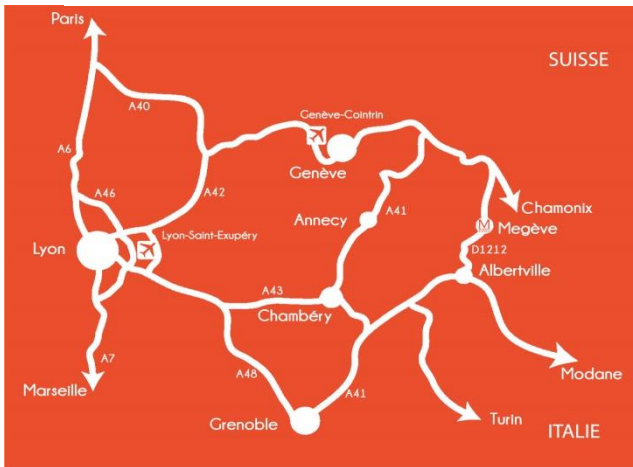 Paris
SUISSE
A40
Genève-Cointrin
A6
Genève
A46
A42
Chamonix
Annecy
A41
M
Megève
Lyon-Saint-Exupéry
Lyon
D1212
Albertville
A43
Chambéry
A7
A48
Modane
Marseille
A41
Grenoble
Turin
ITALIE